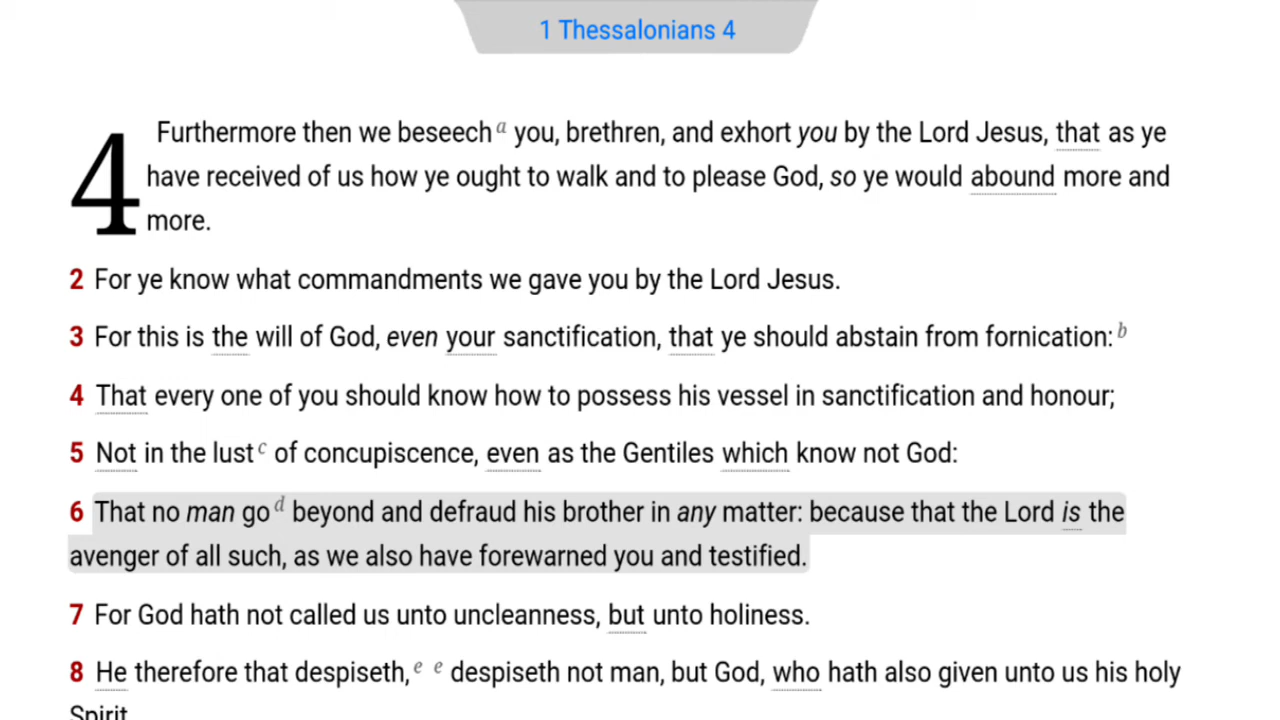 1 Thessalonians 4
4 Furthermore then we beseech a you, brethren, and exhort you by the Lord Jesus, that as ye
have received of us how ye ought to walk and to please God, so ye would abound more and
more.
2 For ye know what commandments we gave you by the Lord Jesus.
3 For this is the will of God, even your sanctification, that ye should abstain from fornication: b
4 That every one of you should know how to possess his vessel in sanctification and honour;
5 Not in the lust c of concupiscence, even as the Gentiles which know not God:
6 That no man go d beyond and defraud his brother in any matter: because that the Lord is the
avenger of all such, as we also have forewarned you and testified.
7 For God hath not called us unto uncleanness, but unto holiness.
8 He therefore that despiseth, e e despiseth not man, but God, who hath also given unto us his holy
Spirit